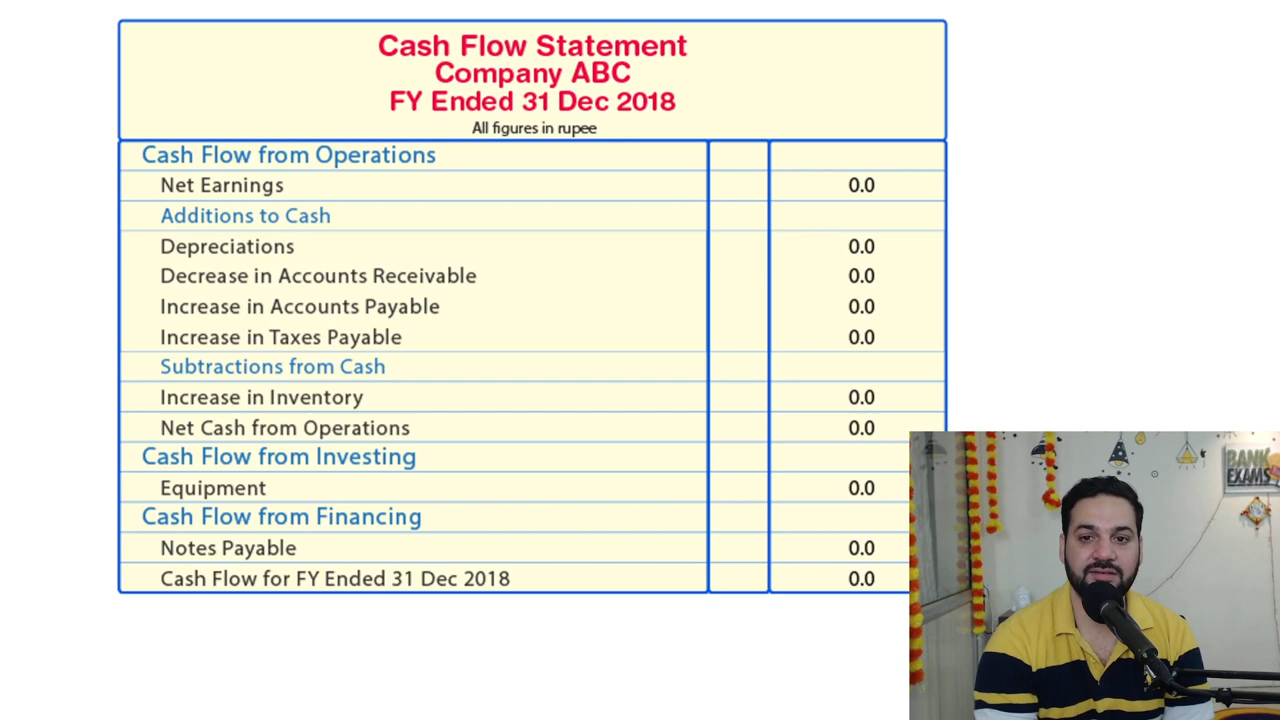 Cash Flow Statement
Company ABC
FY Ended 31 Dec 2018
All figures in rupee
Cash Flow from Operations
Net Earnings 0.0
Additions to Cash
Depreciations 0.0
Decrease in Accounts Receivable 0.0
Increase in Accounts Payable 0.0
Increase in Taxes Payable 0.0
Subtractions from Cash
Increase in Inventory 0.0
Net Cash from Operations 0.0
Cash Flow from Investing
Equipment 0.0
Cash Flow from Financing
Notes Payable 0.0
Cash Flow for FY Ended 31 Dec 2018 0.0
BANK
EXAMS